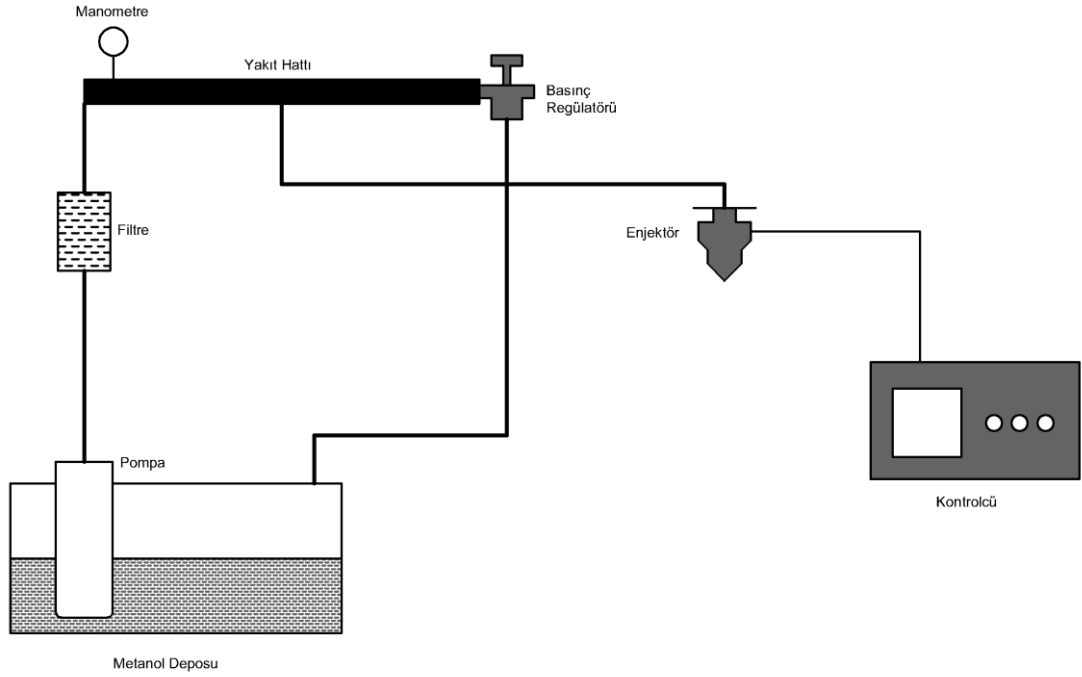 Manometre
Yakıt Hattı
Basınç
Regülatörü
Filtre
Enjektör
Pompa
Kontrolcü
Metanol Deposu